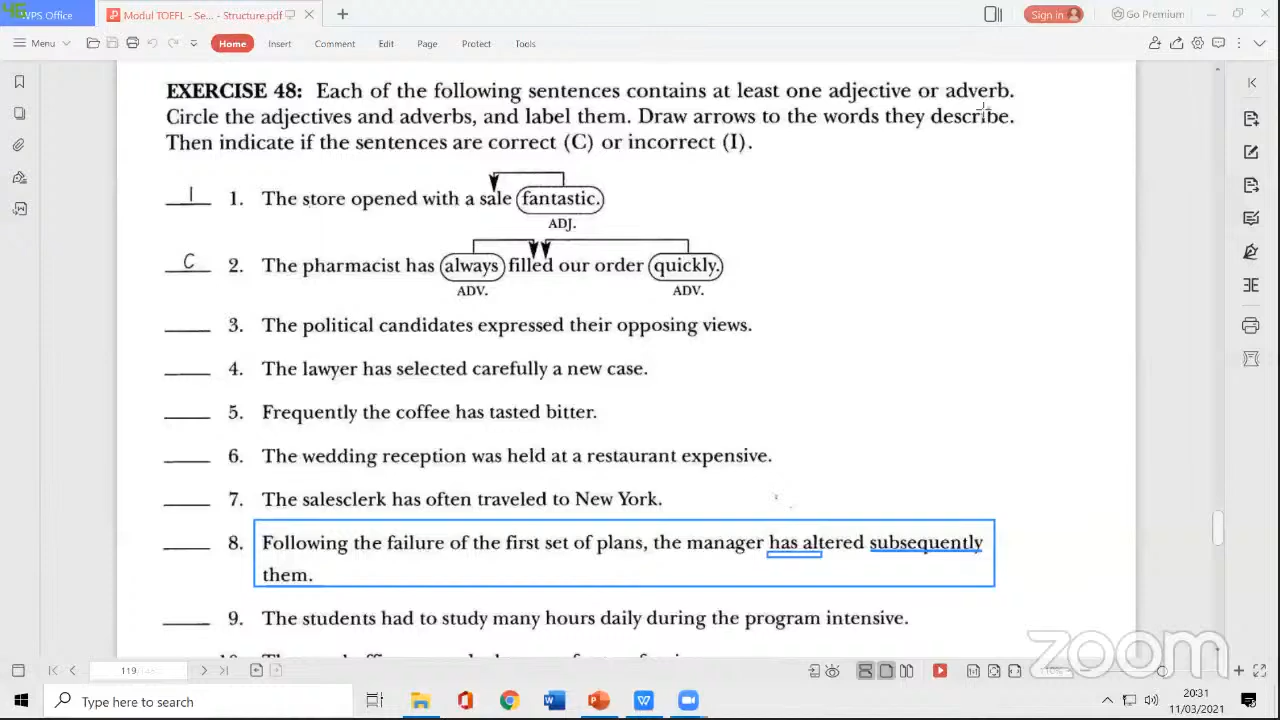 WPS Office
Modul TOEFL - Se... - Structure.pdf
Sign in
Go Premium
Menu
Home
Insert
Comment
Edit
Page
Protect
Tools
EXERCISE 48: Each of the following sentences contains at least one adjective or adverb.
Circle the adjectives and adverbs, and label them. Draw arrows to the words they describe.
Then indicate if the sentences are correct (C) or incorrect (I).
I 1. The store opened with a sale fantastic.
ADJ.
C 2. The pharmacist has always filled our order quickly.
ADV. ADV.
3. The political candidates expressed their opposing views.
4. The lawyer has selected carefully a new case.
5. Frequently the coffee has tasted bitter.
6. The wedding reception was held at a restaurant expensive.
7. The salesclerk has often traveled to New York.
8. Following the failure of the first set of plans, the manager has altered subsequently
them.
9. The students had to study many hours daily during the program intensive.
zoom
119
Type here to search
20:31
11/03/2021